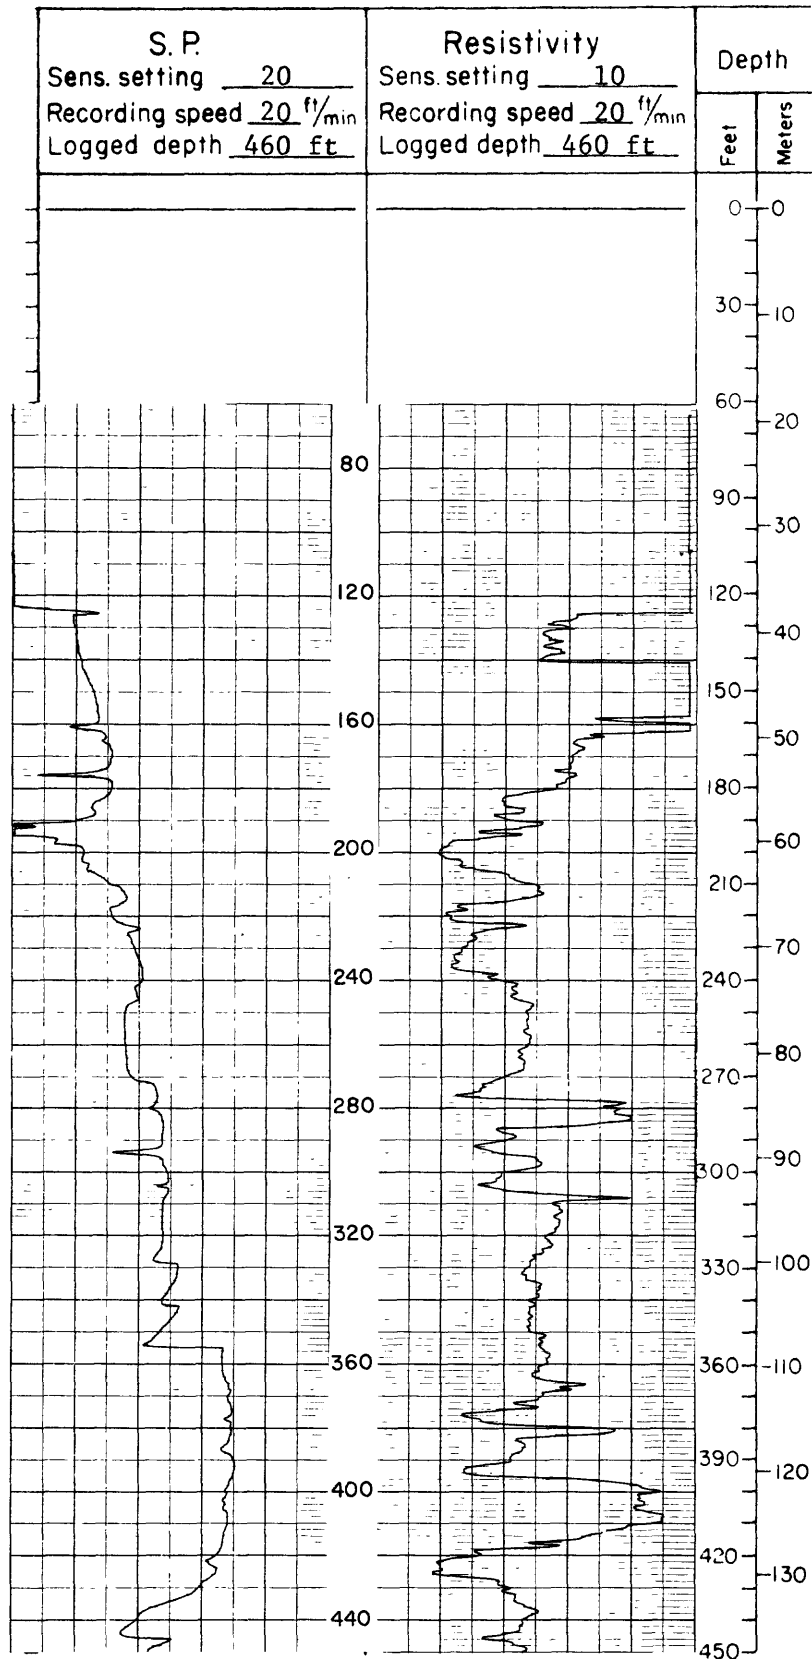 S. P.
Sens. setting 20
Recording speed 20 ft/min
Logged depth 460 ft
Resistivity
Sens. setting 10
Recording speed 20 ft/min
Logged depth 460 ft
Depth
Feet
Meters
0 0
30
10
60
20
80
90
30
120 120
40
150
160
50
180
60
200
210
70
240 240
80
270
280
90
300
320
100
330
360 360 110
390
120
400
420
130
440
450